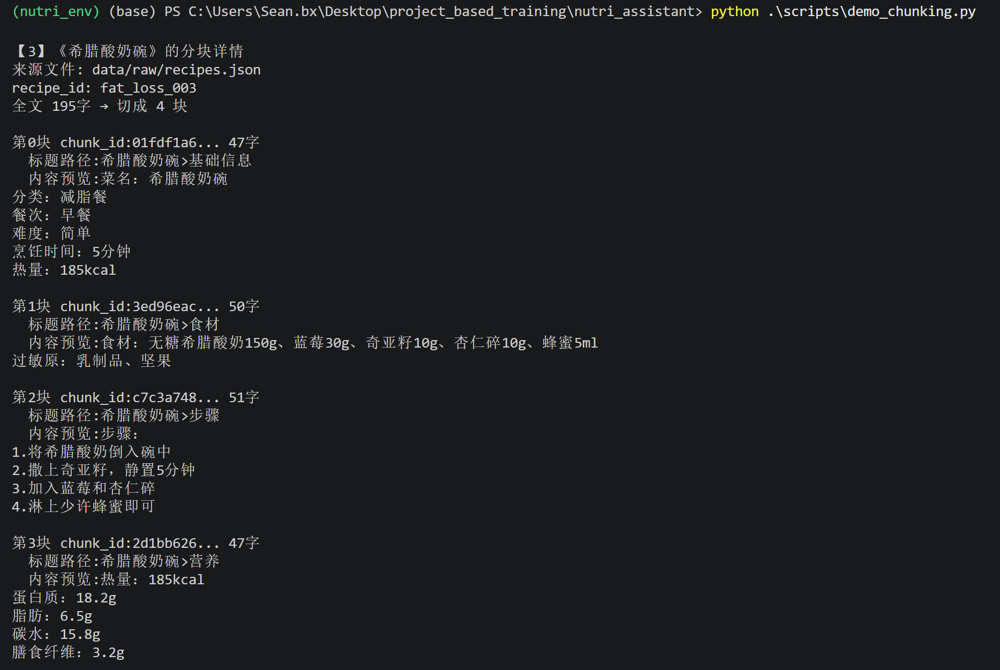 (nutri_env) (base) PS C:\Users\Sean.bx\Desktop\project_based_training\nutri_assistant> python .\scripts\demo_chunking.py
【3】《希腊酸奶碗》的分块详情
来源文件: data/raw/recipes.json
recipe_id: fat_loss_003
全文 195字 → 切成 4 块
第0块 chunk_id:01fdf1a6... 47字
标题路径:希腊酸奶碗>基础信息
内容预览:菜名：希腊酸奶碗
分类：减脂餐
餐次：早餐
难度：简单
烹饪时间：5分钟
热量：185kcal
第1块 chunk_id:3ed96eac... 50字
标题路径:希腊酸奶碗>食材
内容预览:食材：无糖希腊酸奶150g、蓝莓30g、奇亚籽10g、杏仁碎10g、蜂蜜5ml
过敏原：乳制品、坚果
第2块 chunk_id:c7c3a748... 51字
标题路径:希腊酸奶碗>步骤
内容预览:步骤：
1.将希腊酸奶倒入碗中
2.撒上奇亚籽，静置5分钟
3.加入蓝莓和杏仁碎
4.淋上少许蜂蜜即可
第3块 chunk_id:2d1bb626... 47字
标题路径:希腊酸奶碗>营养
内容预览:热量：185kcal
蛋白质：18.2g
脂肪：6.5g
碳水：15.8g
膳食纤维：3.2g